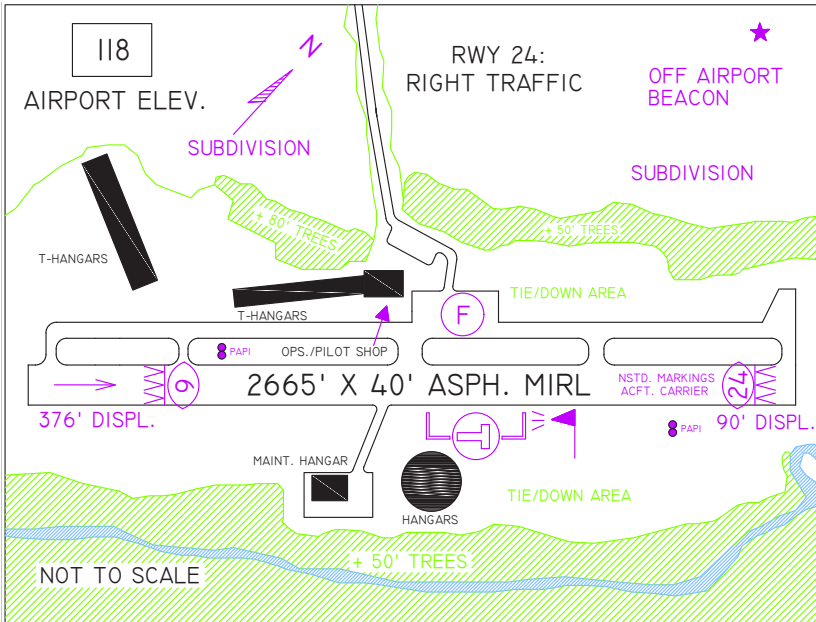 118
AIRPORT ELEV.
N
RWY 24:
RIGHT TRAFFIC
OFF AIRPORT
BEACON
SUBDIVISION
SUBDIVISION
+ 80' TREES
+ 50' TREES
T-HANGARS
TIE/DOWN AREA
T-HANGARS
F
PAPI
OPS./PILOT SHOP
6
2665' X 40' ASPH. MIRL
NSTD. MARKINGS
ACFT. CARRIER
24
376' DISPL.
PAPI
90' DISPL.
MAINT. HANGAR
HANGARS
TIE/DOWN AREA
+ 50' TREES
NOT TO SCALE